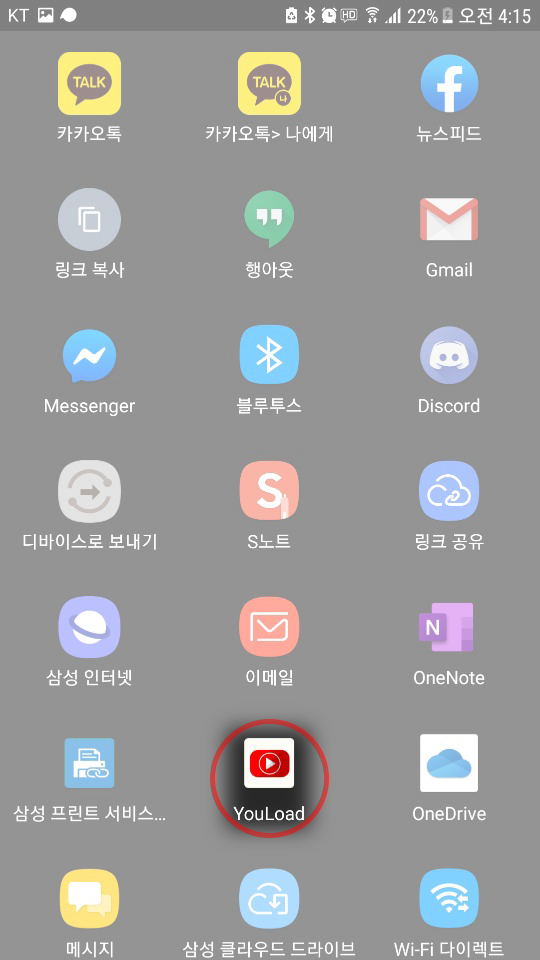 KT HD 22% 오전 4:15
TALK TALK 나
카카오톡 카카오톡> 나에게 뉴스피드
링크 복사 행아웃 Gmail
Messenger 블루투스 Discord
S
디바이스로 보내기 S노트 링크 공유
N
삼성 인터넷 이메일 OneNote
삼성 프린트 서비스... YouLoad OneDrive
메시지 삼성 클라우드 드라이브 Wi-Fi 다이렉트